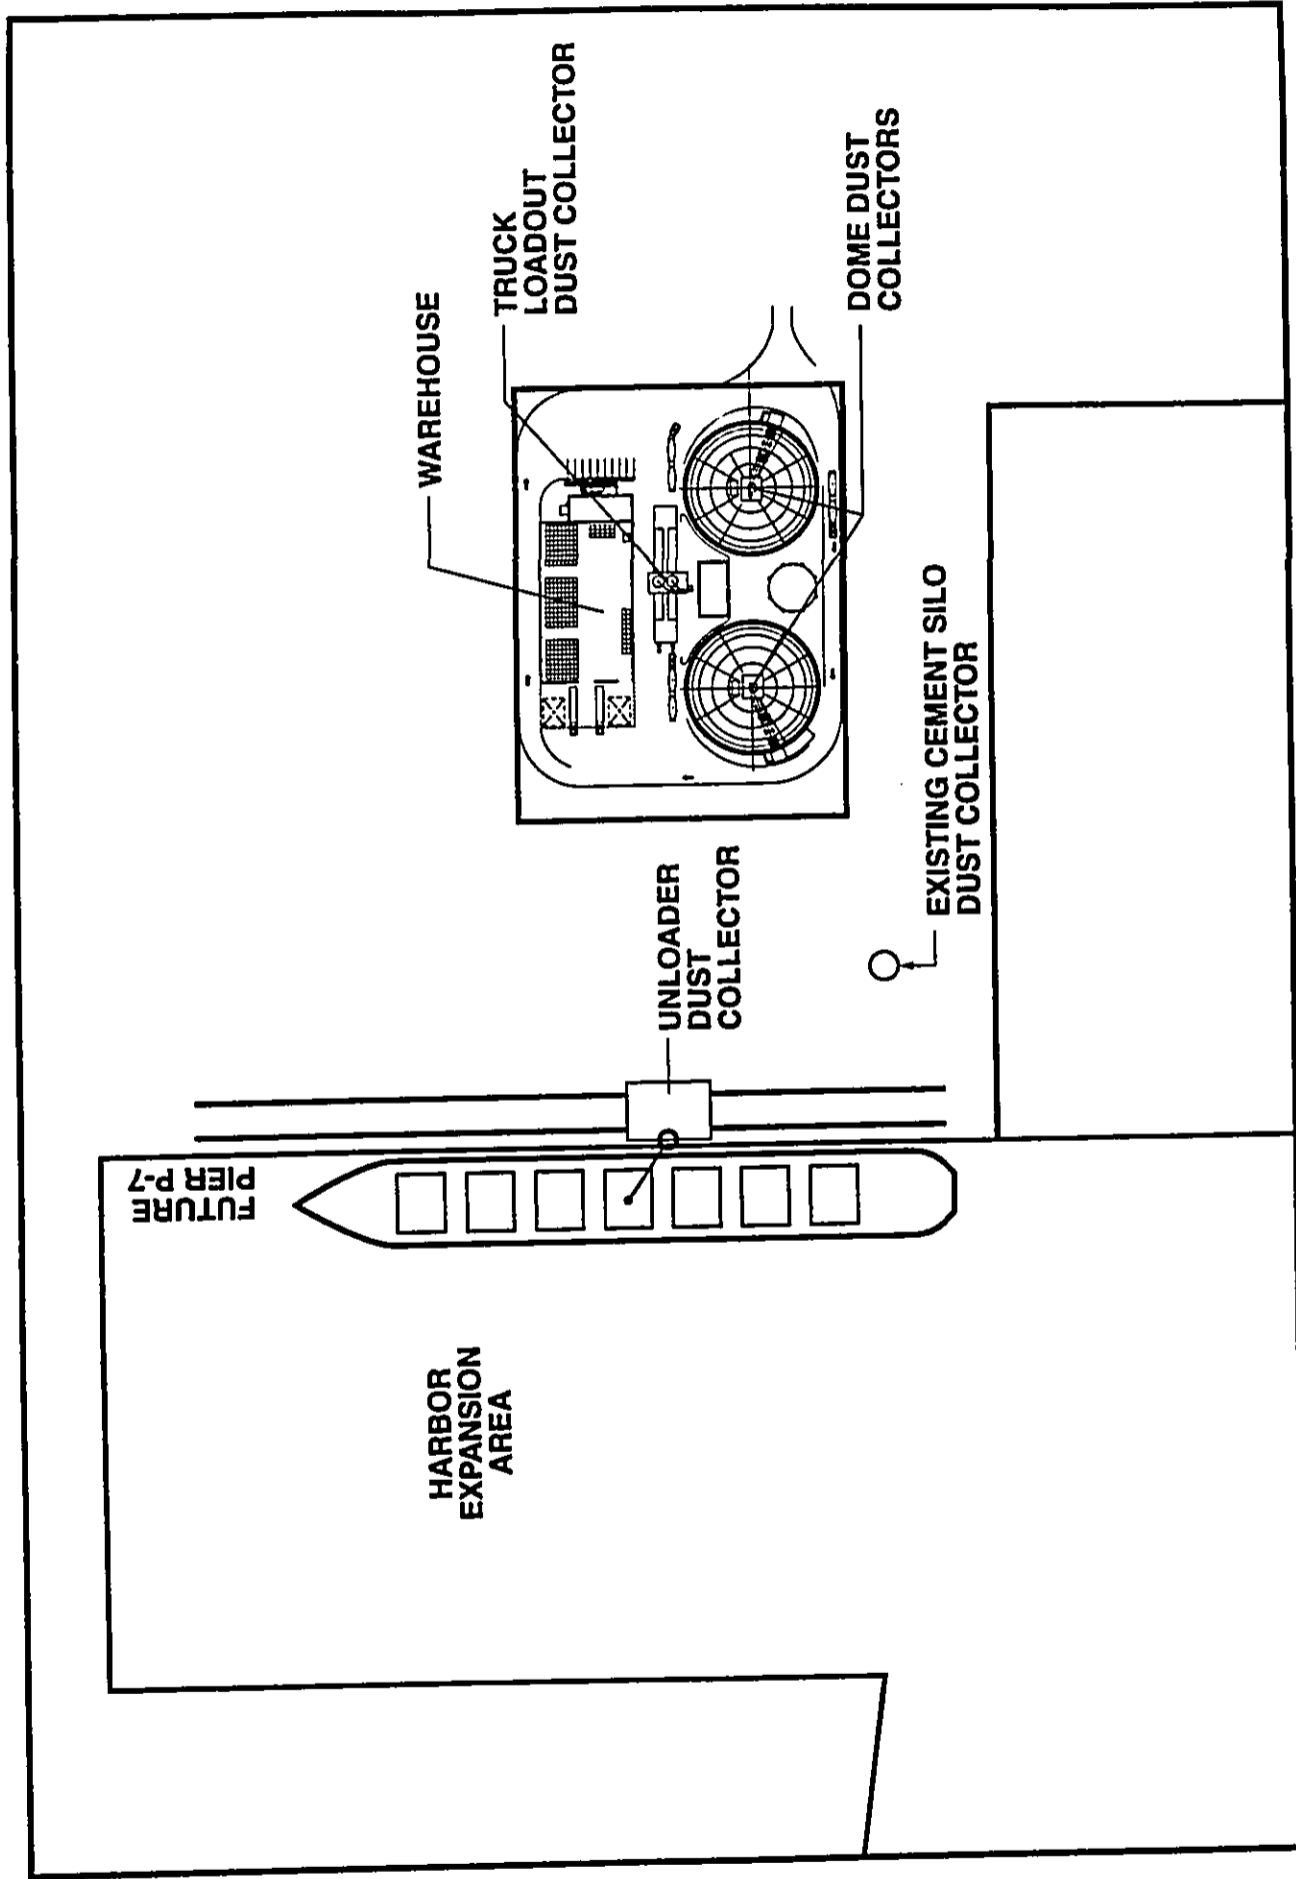 FUTURE
PIER P-7
HARBOR
EXPANSION
AREA
UNLOADER
DUST
COLLECTOR
EXISTING CEMENT SILO
DUST COLLECTOR
WAREHOUSE
TRUCK
LOADOUT
DUST COLLECTOR
DOME DUST
COLLECTORS